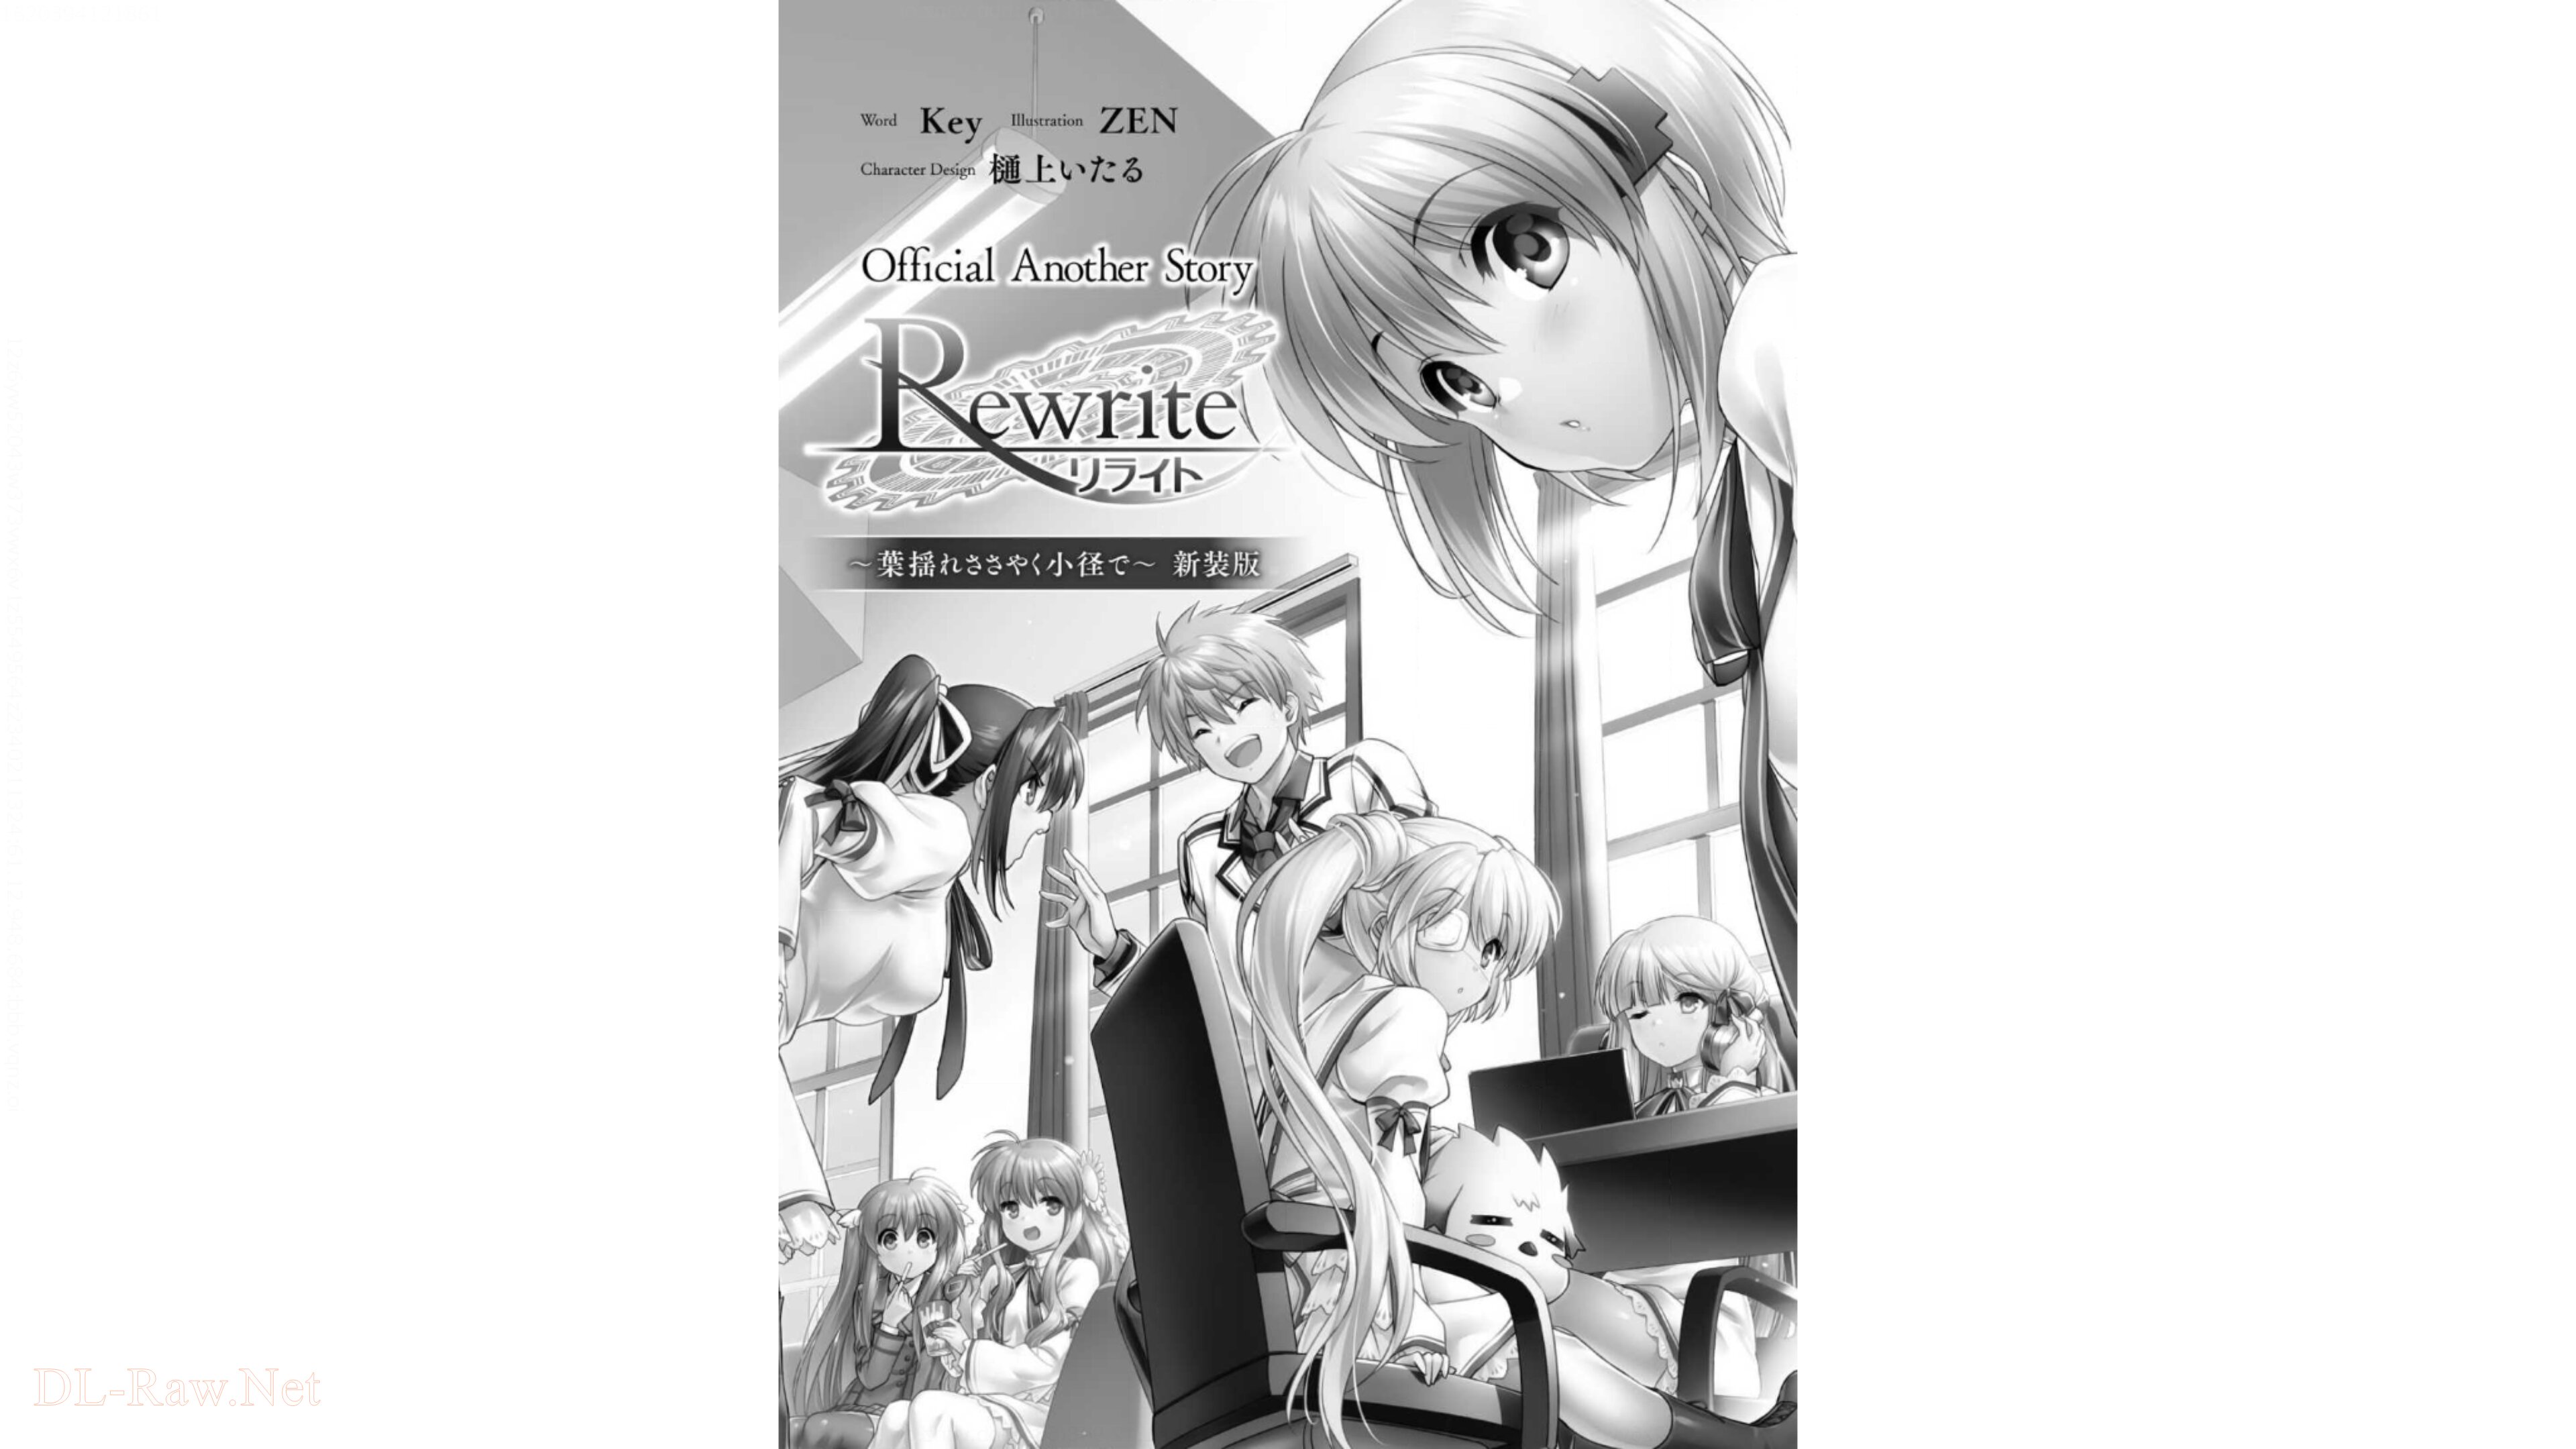 Word Key Illustration ZEN
Character Design 樋上いたる
Official Another Story
Rewrite
リライト
～葉揺れささやく小径で～ 新装版
DL-Raw.Net